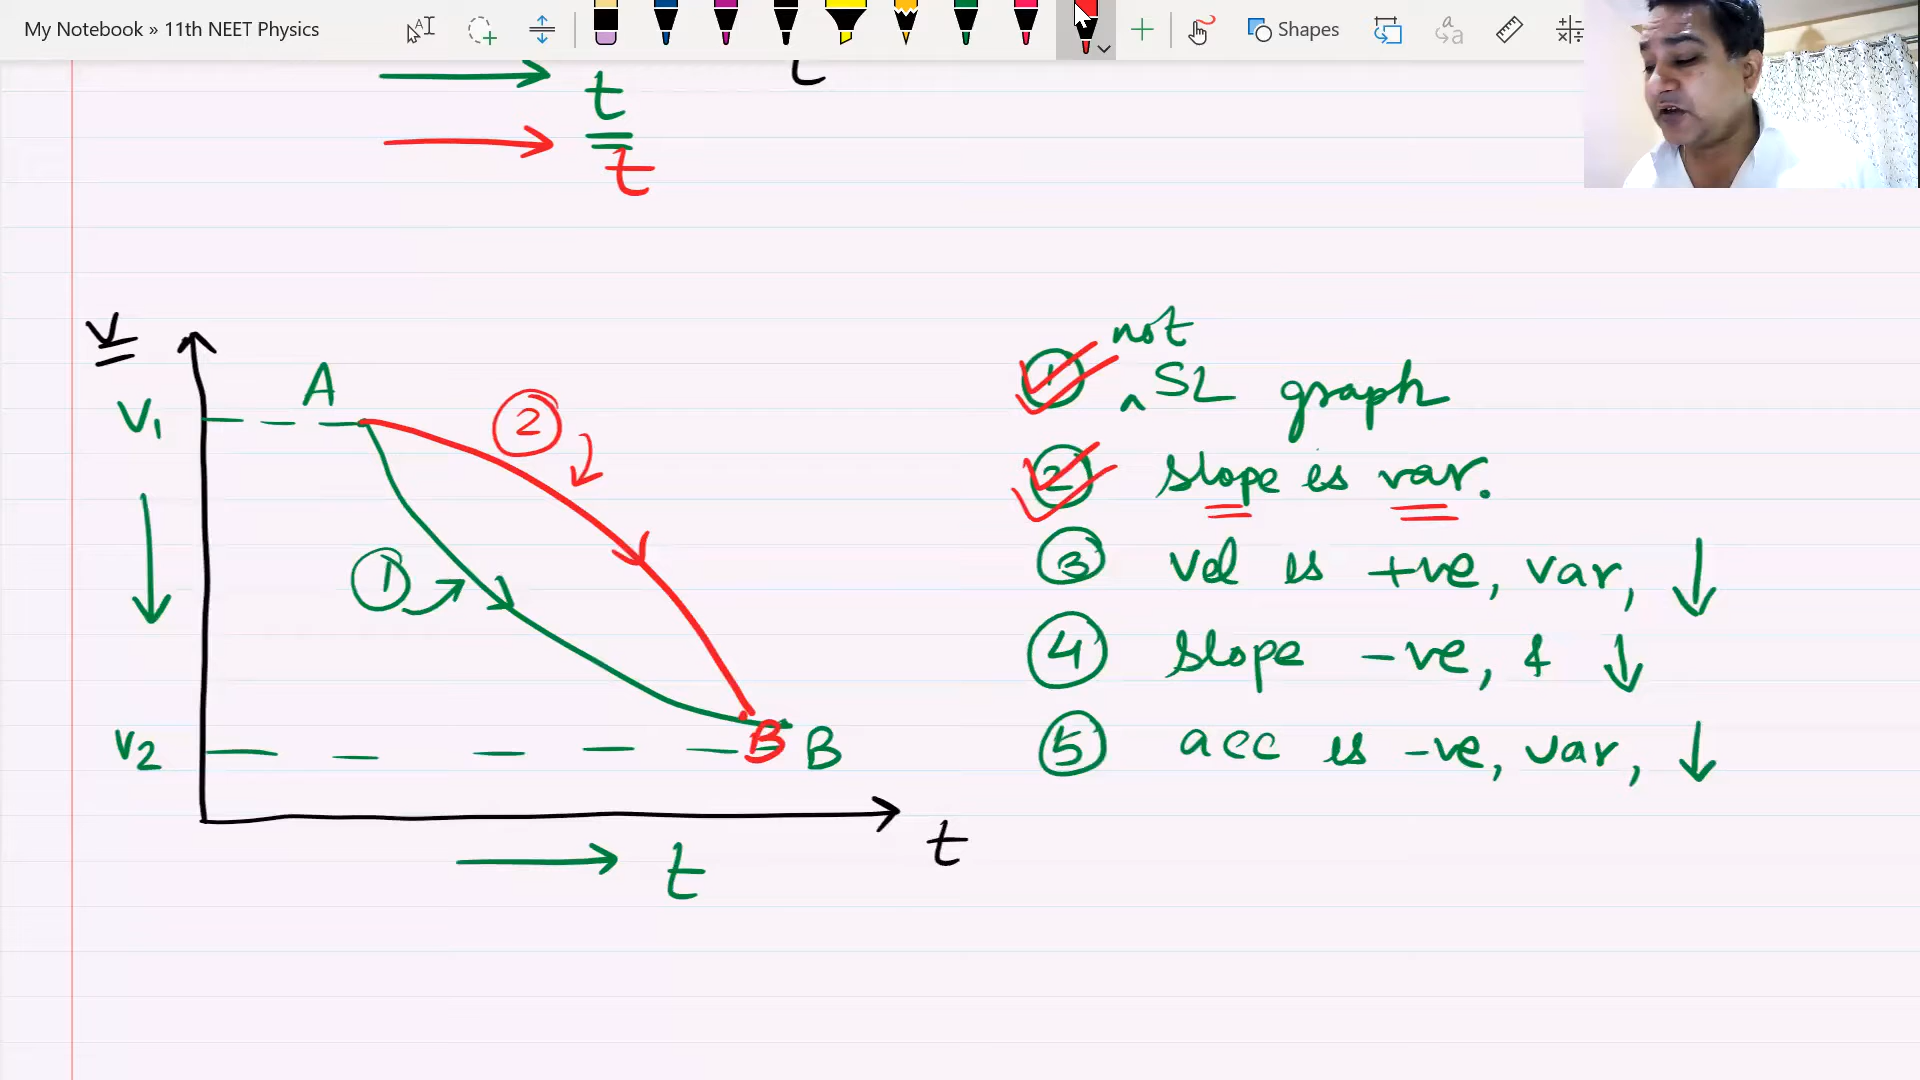 My Notebook » 11th NEET Physics
Shapes
t
t
v
A
V₁
②
①
V₂
B
B
t
t
not
① ^ SL graph
② slope is var.
③ vel is +ve, var, ↓
④ slope -ve, & ↓
⑤ acc is -ve, var, ↓